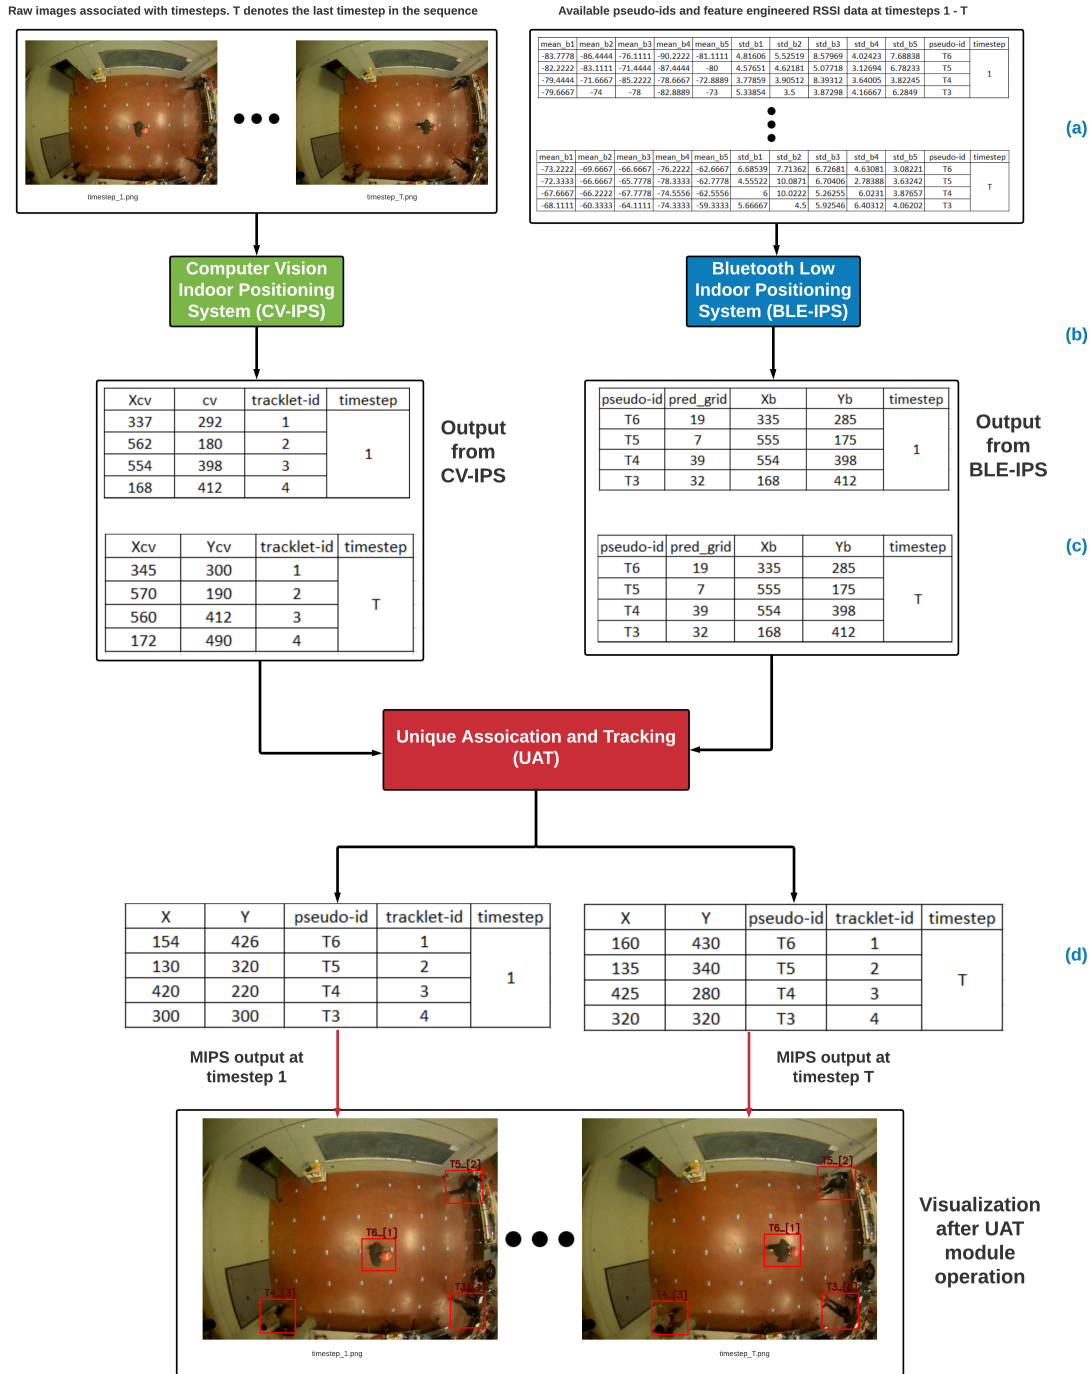 Raw images associated with timesteps. T denotes the last timestep in the sequence
Available pseudo-ids and feature engineered RSSI data at timesteps 1 - T
timestep_1.png
timestep_T.png
mean_b1 mean_b2 mean_b3 mean_b4 mean_b5 std_b1 std_b2 std_b3 std_b4 std_b5 pseudo-id timestep
-83.7778 -86.4444 -76.1111 -90.2222 -81.1111 4.81606 5.52519 8.57969 4.02423 7.68838 T6
-82.2222 -83.1111 -71.4444 -87.4444 -80 4.57651 4.62181 5.07718 3.12694 6.78233 T5
1
-79.4444 -71.6667 -85.2222 -78.6667 -72.8889 3.77859 3.90512 8.39312 3.64005 3.82245 T4
-79.6667 -74 -78 -82.8889 -73 5.33854 3.5 3.87298 4.16667 6.2849 T3
mean_b1 mean_b2 mean_b3 mean_b4 mean_b5 std_b1 std_b2 std_b3 std_b4 std_b5 pseudo-id timestep
-73.2222 -69.6667 -66.6667 -76.2222 -62.6667 6.68539 7.71362 6.72681 4.63081 3.08221 T6
-72.3333 -66.6667 -65.7778 -78.3333 -62.7778 4.55522 10.0871 6.70406 2.78388 3.63242 T5
T
-67.6667 -66.2222 -67.7778 -74.5556 -62.5556 6 10.0222 5.26255 6.0231 3.87657 T4
-68.1111 -60.3333 -64.1111 -74.3333 -59.3333 5.66667 4.5 5.92546 6.40312 4.06202 T3
(a)
Computer Vision
Indoor Positioning
System (CV-IPS)
Bluetooth Low
Indoor Positioning
System (BLE-IPS)
(b)
Xcv cv tracklet-id timestep
337 292 1
562 180 2
1
554 398 3
168 412 4
Output
from
CV-IPS
Xcv Ycv tracklet-id timestep
345 300 1
570 190 2
T
560 412 3
172 490 4
pseudo-id pred_grid Xb Yb timestep
T6 19 335 285
T5 7 555 175
1
T4 39 554 398
T3 32 168 412
Output
from
BLE-IPS
pseudo-id pred_grid Xb Yb timestep
T6 19 335 285
T5 7 555 175
T
T4 39 554 398
T3 32 168 412
(c)
Unique Assoication and Tracking
(UAT)
X Y pseudo-id tracklet-id timestep
154 426 T6 1
130 320 T5 2
1
420 220 T4 3
300 300 T3 4
X Y pseudo-id tracklet-id timestep
160 430 T6 1
135 340 T5 2
T
425 280 T4 3
320 320 T3 4
(d)
MIPS output at
timestep 1
MIPS output at
timestep T
T5_[2]
T6_[1]
T4_[3]
timestep_1.png
T5_[2]
T6_[1]
T4_[3]
timestep_T.png
Visualization
after UAT
module
operation